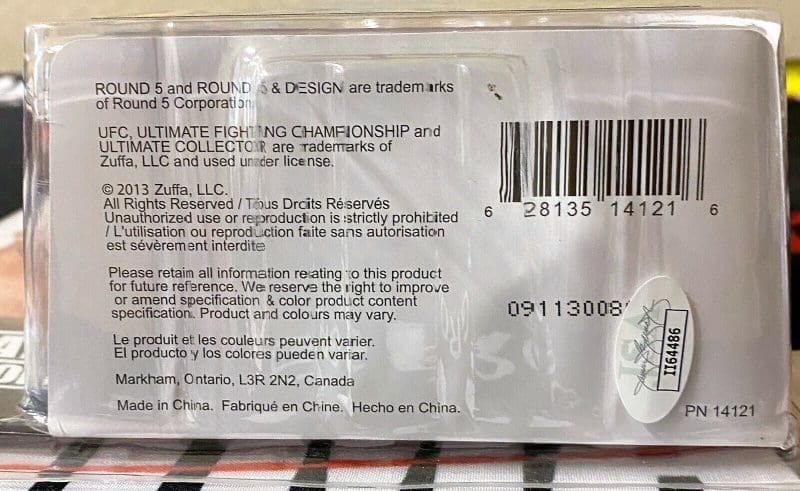 ROUND 5 and ROUND 5 & DESIGN are trademarks
of Round 5 Corporation
UFC, ULTIMATE FIGHTING CHAMPIONSHIP and
ULTIMATE COLLECTOR are trademarks of
Zuffa, LLC and used under license.
© 2013 Zuffa, LLC.
All Rights Reserved / Tous Droits Réservés
Unauthorized use or reproduction is strictly prohibited
/ L'utilisation ou reproduction faite sans autorisation
est sévèrement interdite
Please retain all information relating to this product
for future reference. We reserve the right to improve
or amend specification & color product content
specification. Product and colours may vary.
Le produit et les couleurs peuvent varier.
El producto y los colores pueden variar.
Markham, Ontario, L3R 2N2, Canada
Made in China. Fabriqué en Chine. Hecho en China.
6 28135 14121 6
09113008
JSA
II64486
PN 14121